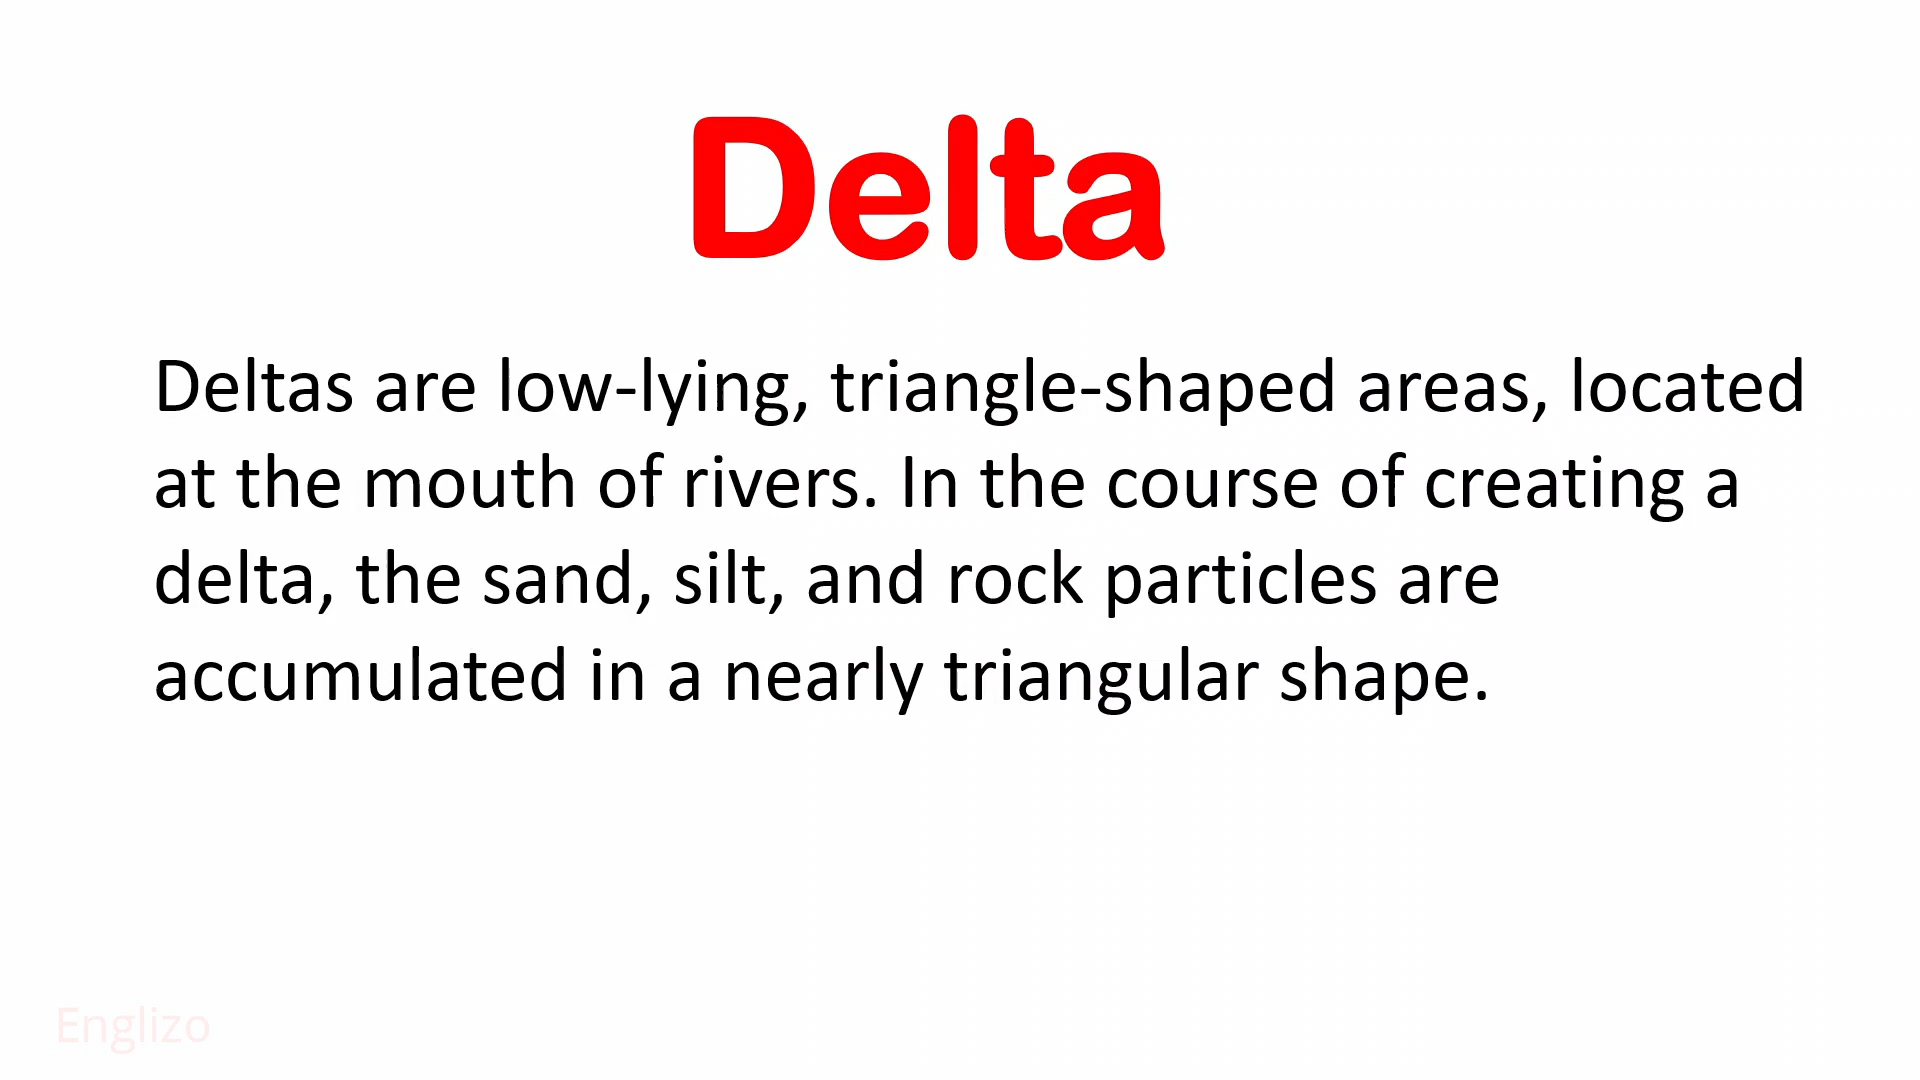 Delta
Deltas are low-lying, triangle-shaped areas, located
at the mouth of rivers. In the course of creating a
delta, the sand, silt, and rock particles are
accumulated in a nearly triangular shape.
Englizo